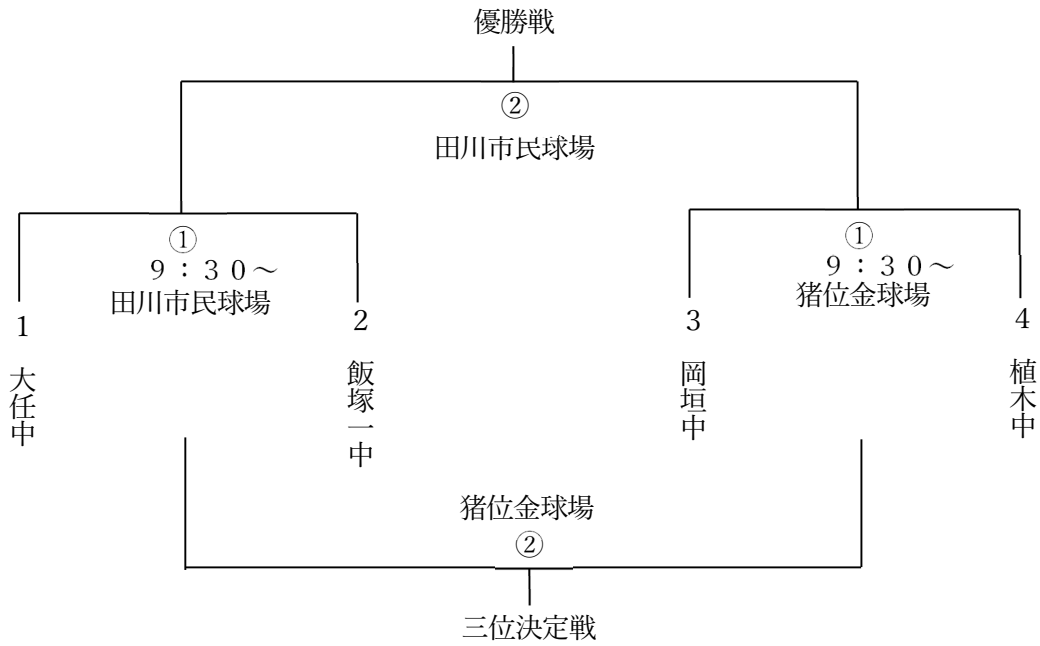 優勝戦
②
田川市民球場
①
９：３０～
田川市民球場
①
９：３０～
猪位金球場
1 大任中
2 飯塚一中
3 岡垣中
4 植木中
猪位金球場
②
三位決定戦